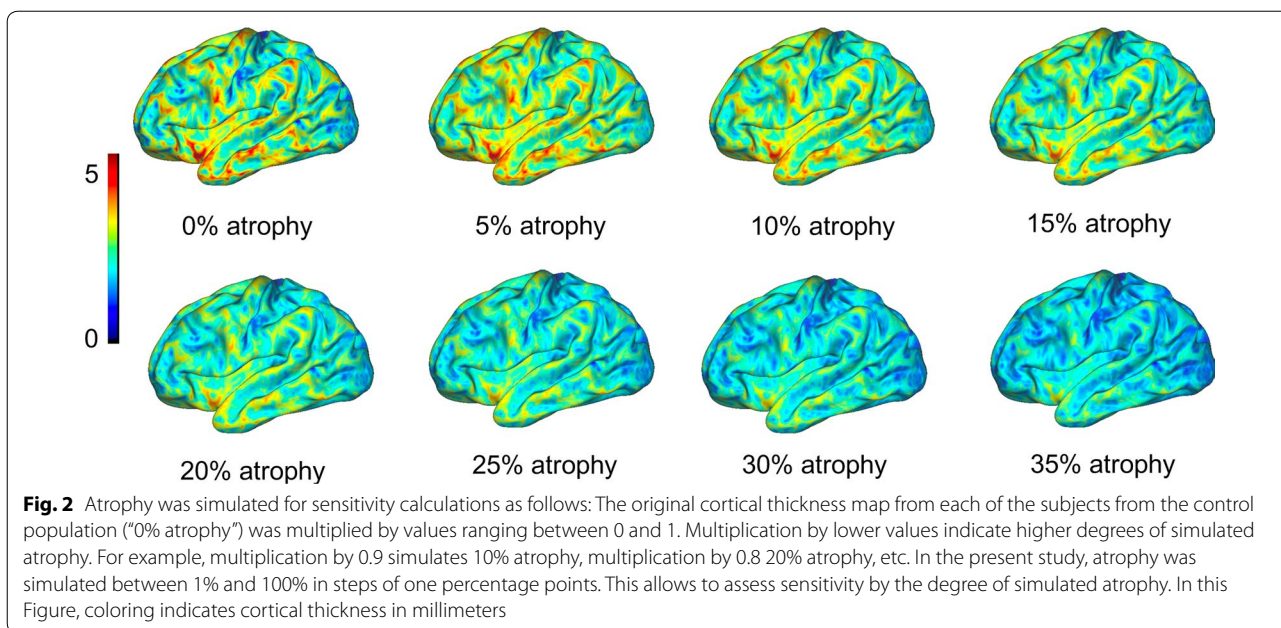 5
0
0% atrophy
5% atrophy
10% atrophy
15% atrophy
20% atrophy
25% atrophy
30% atrophy
35% atrophy
Fig. 2 Atrophy was simulated for sensitivity calculations as follows: The original cortical thickness map from each of the subjects from the control
population (“0% atrophy”) was multiplied by values ranging between 0 and 1. Multiplication by lower values indicate higher degrees of simulated
atrophy. For example, multiplication by 0.9 simulates 10% atrophy, multiplication by 0.8 20% atrophy, etc. In the present study, atrophy was
simulated between 1% and 100% in steps of one percentage points. This allows to assess sensitivity by the degree of simulated atrophy. In this
Figure, coloring indicates cortical thickness in millimeters